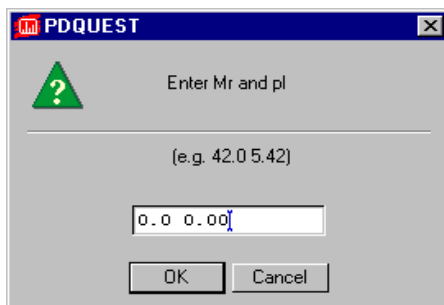 PDQUEST
Enter Mr and pI
(e.g. 42.0 5.42)
0.0 0.00
OK Cancel